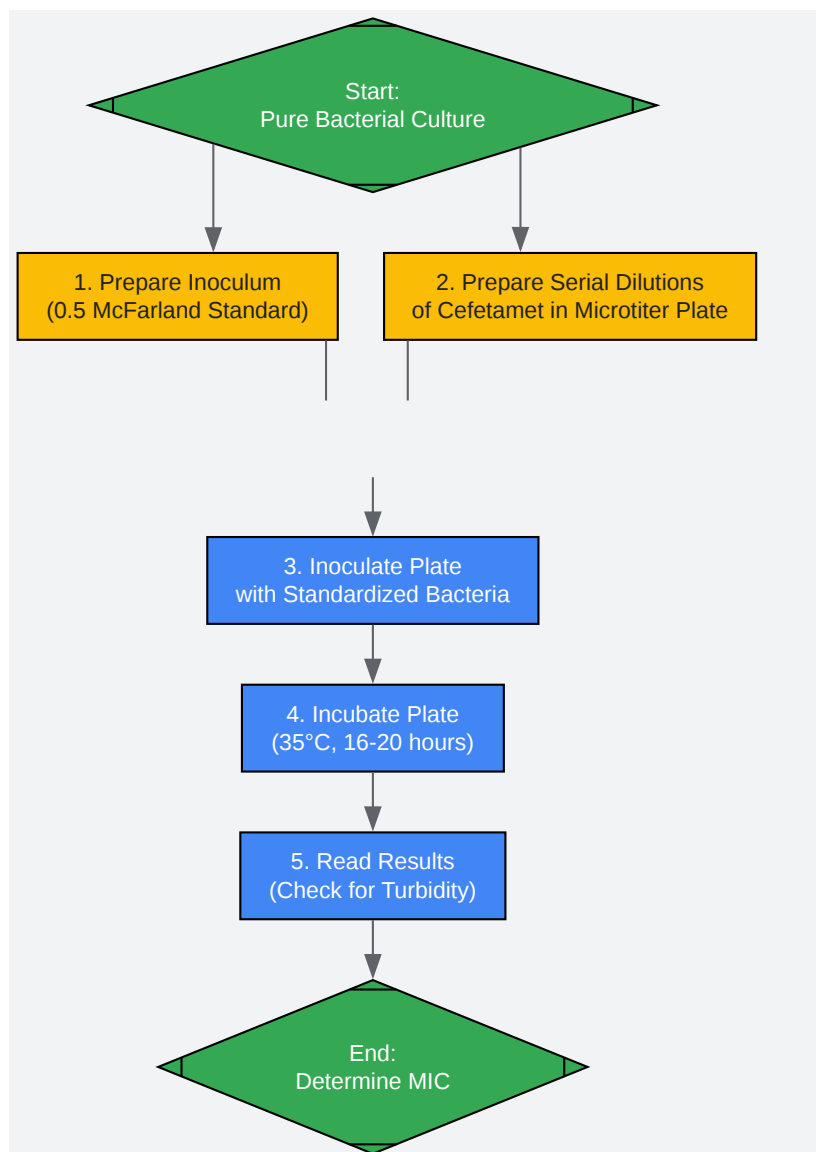 Start:
Pure Bacterial Culture
1. Prepare Inoculum
(0.5 McFarland Standard)
2. Prepare Serial Dilutions
of Cefetamet in Microtiter Plate
3. Inoculate Plate
with Standardized Bacteria
4. Incubate Plate
(35°C, 16-20 hours)
5. Read Results
(Check for Turbidity)
End:
Determine MIC